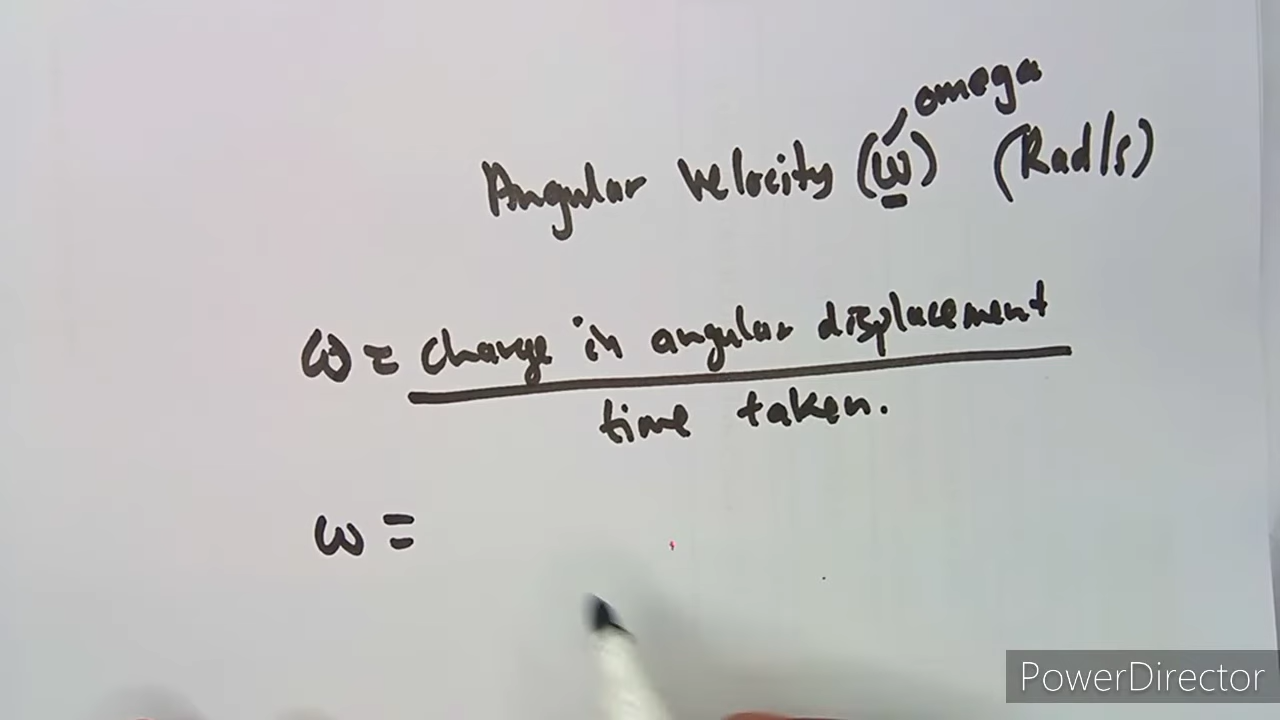 omega
Angular Velocity (ω) (Rad/s)
ω = change in angular displacement
time taken.
ω =
PowerDirector